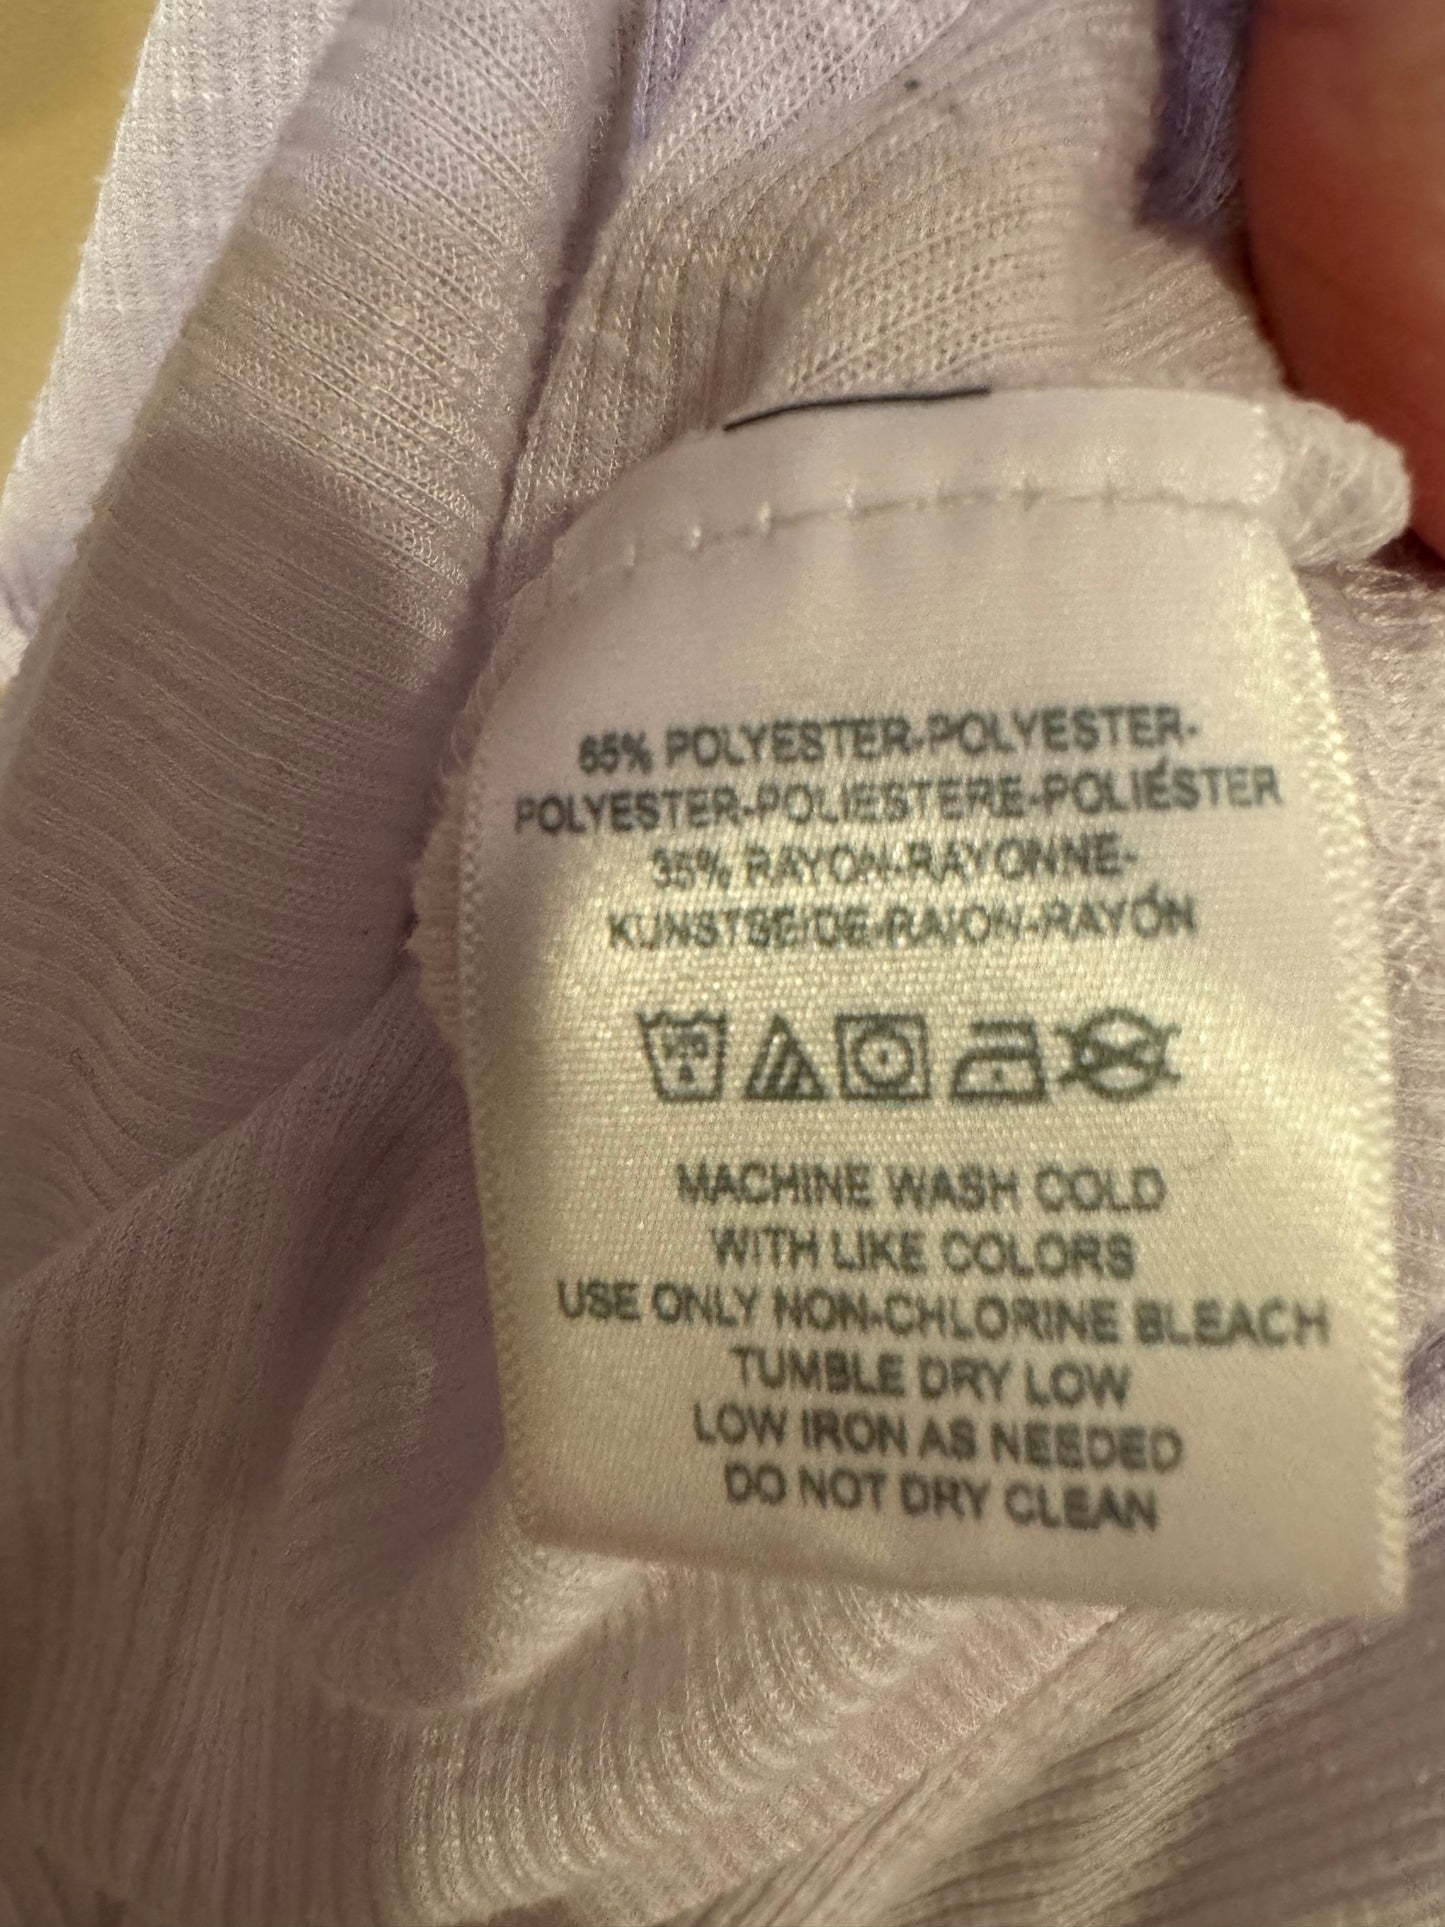 65% POLYESTER-POLYESTER-
POLYESTER-POLIESTERE-POLIÉSTER
35% RAYON-RAYONNE-
KUNSTSEIDE-RAION-RAYÓN
MACHINE WASH COLD
WITH LIKE COLORS
USE ONLY NON-CHLORINE BLEACH
TUMBLE DRY LOW
LOW IRON AS NEEDED
DO NOT DRY CLEAN